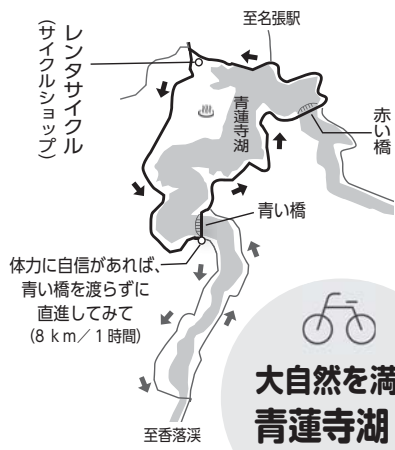 至名張駅
レンタサイクル
(サイクルショップ)
青蓮寺湖
赤い橋
青い橋
体力に自信があれば、
青い橋を渡らずに
直進してみて
(8 km／1時間)
至香落渓
大自然を満
青蓮寺湖